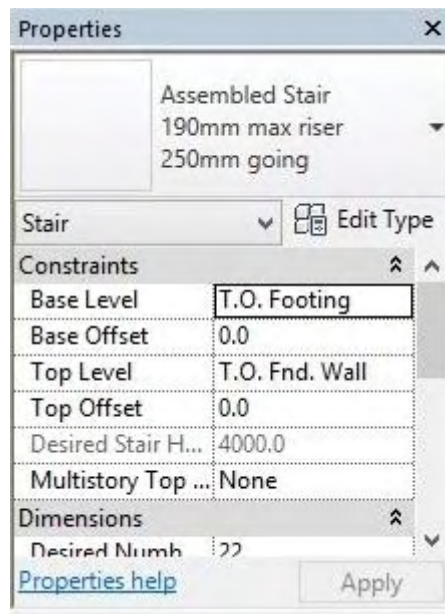 Properties
Assembled Stair
190mm max riser
250mm going
Stair Edit Type
Constraints
Base Level T.O. Footing
Base Offset 0.0
Top Level T.O. Fnd. Wall
Top Offset 0.0
Desired Stair H... 4000.0
Multistory Top ... None
Dimensions
Desired Numb 22
Properties help Apply